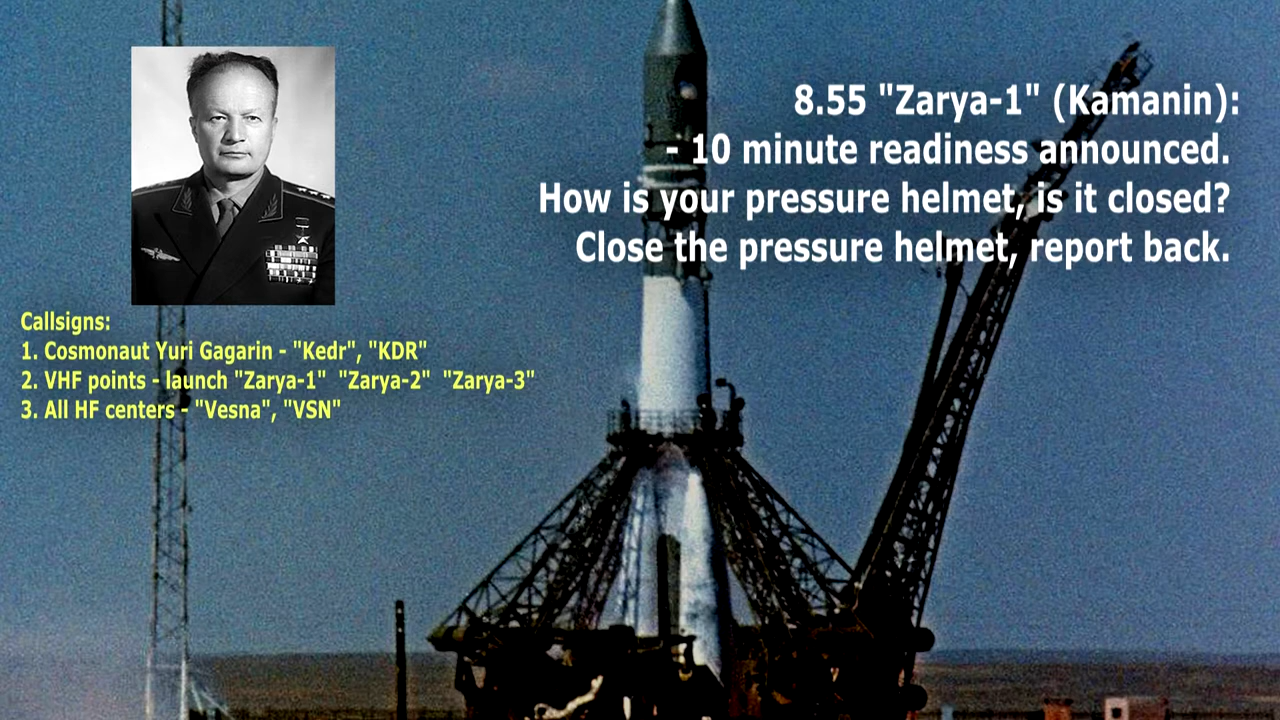 8.55 "Zarya-1" (Kamanin):
- 10 minute readiness announced.
How is your pressure helmet, is it closed?
Close the pressure helmet, report back.
Callsigns:
1. Cosmonaut Yuri Gagarin - "Kedr", "KDR"
2. VHF points - launch "Zarya-1" "Zarya-2" "Zarya-3"
3. All HF centers - "Vesna", "VSN"